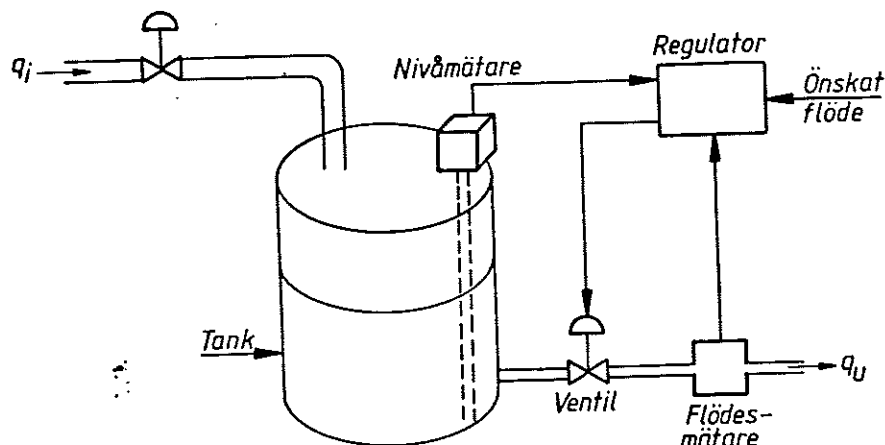 qi
Nivåmätare
Regulator
Önskat
flöde
Tank
Ventil
Flödes-
mätare
qu